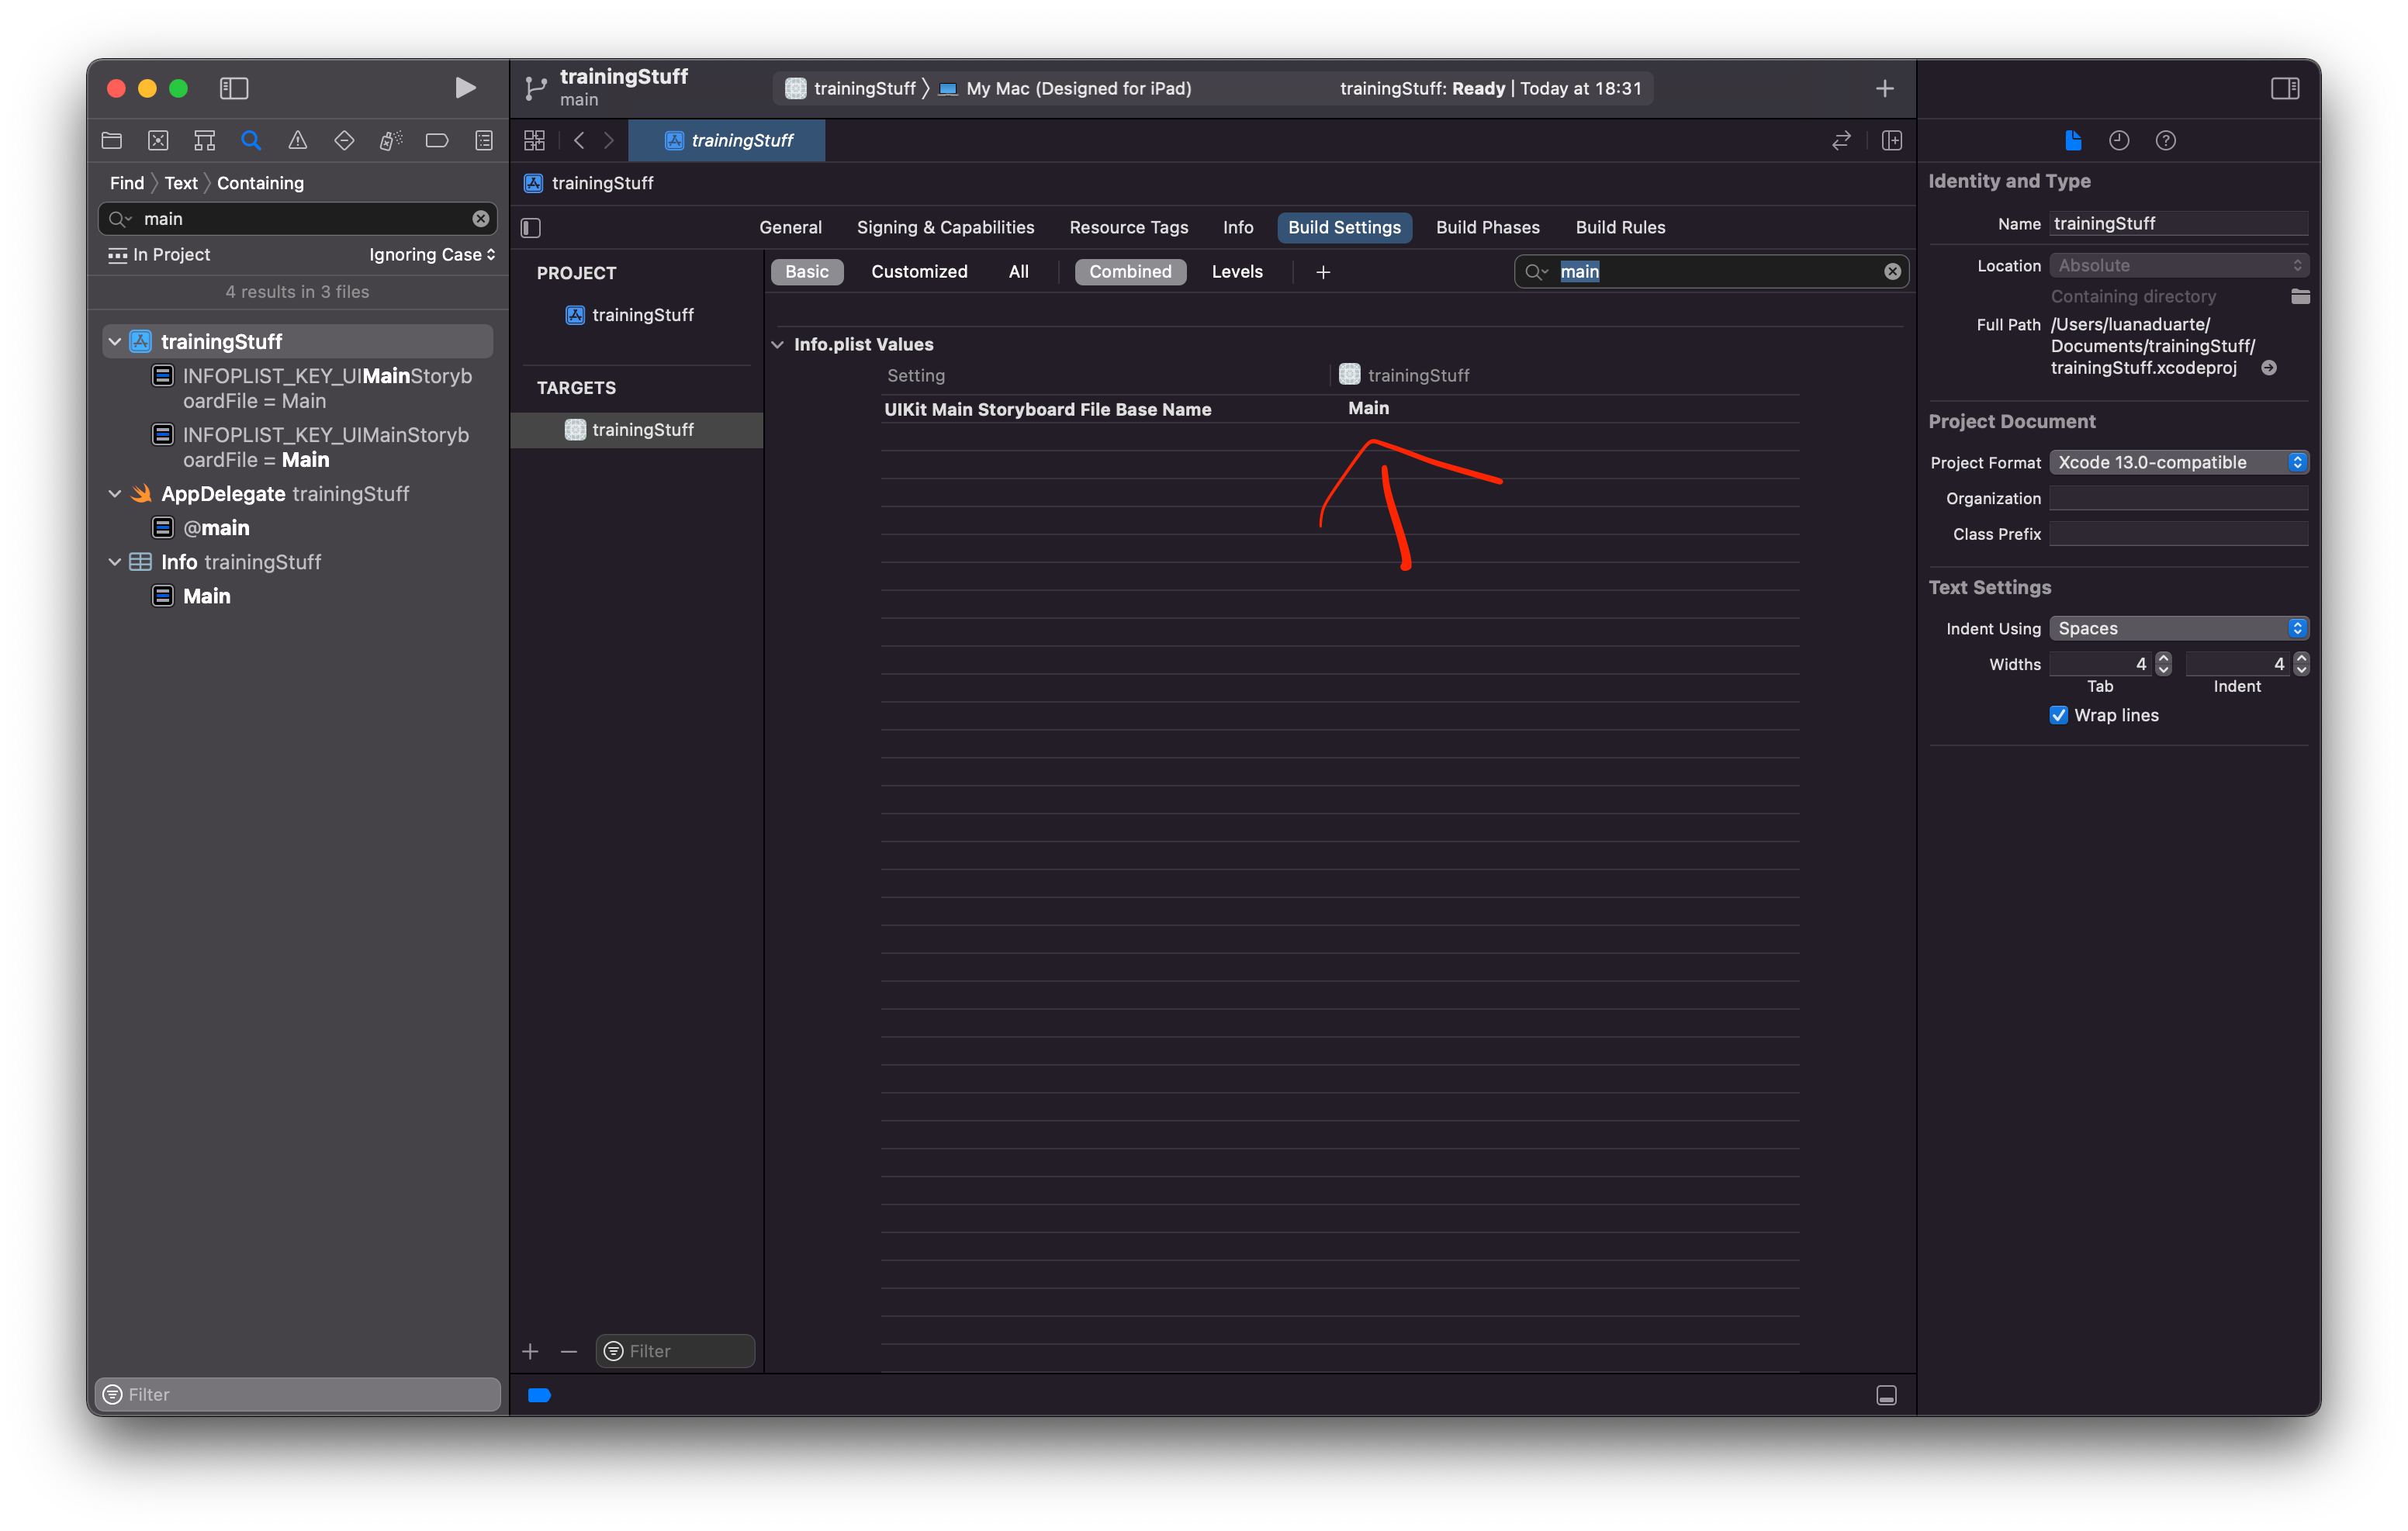 trainingStuff
main
trainingStuff
My Mac (Designed for iPad)
trainingStuff: Ready | Today at 18:31
Find
Text
Containing
main
In Project
Ignoring Case
4 results in 3 files
trainingStuff
INFOPLIST_KEY_UIMainStoryb
oardFile = Main
INFOPLIST_KEY_UIMainStoryb
oardFile = Main
AppDelegate trainingStuff
@main
Info trainingStuff
Main
Filter
trainingStuff
trainingStuff
General
Signing & Capabilities
Resource Tags
Info
Build Settings
Build Phases
Build Rules
PROJECT
trainingStuff
TARGETS
trainingStuff
Filter
Basic
Customized
All
Combined
Levels
main
Info.plist Values
Setting
trainingStuff
UIKit Main Storyboard File Base Name
Main
Identity and Type
Name
trainingStuff
Location
Absolute
Containing directory
Full Path
/Users/luanaduarte/
Documents/trainingStuff/
trainingStuff.xcodeproj
Project Document
Project Format
Xcode 13.0-compatible
Organization
Class Prefix
Text Settings
Indent Using
Spaces
Widths
4
4
Tab
Indent
Wrap lines